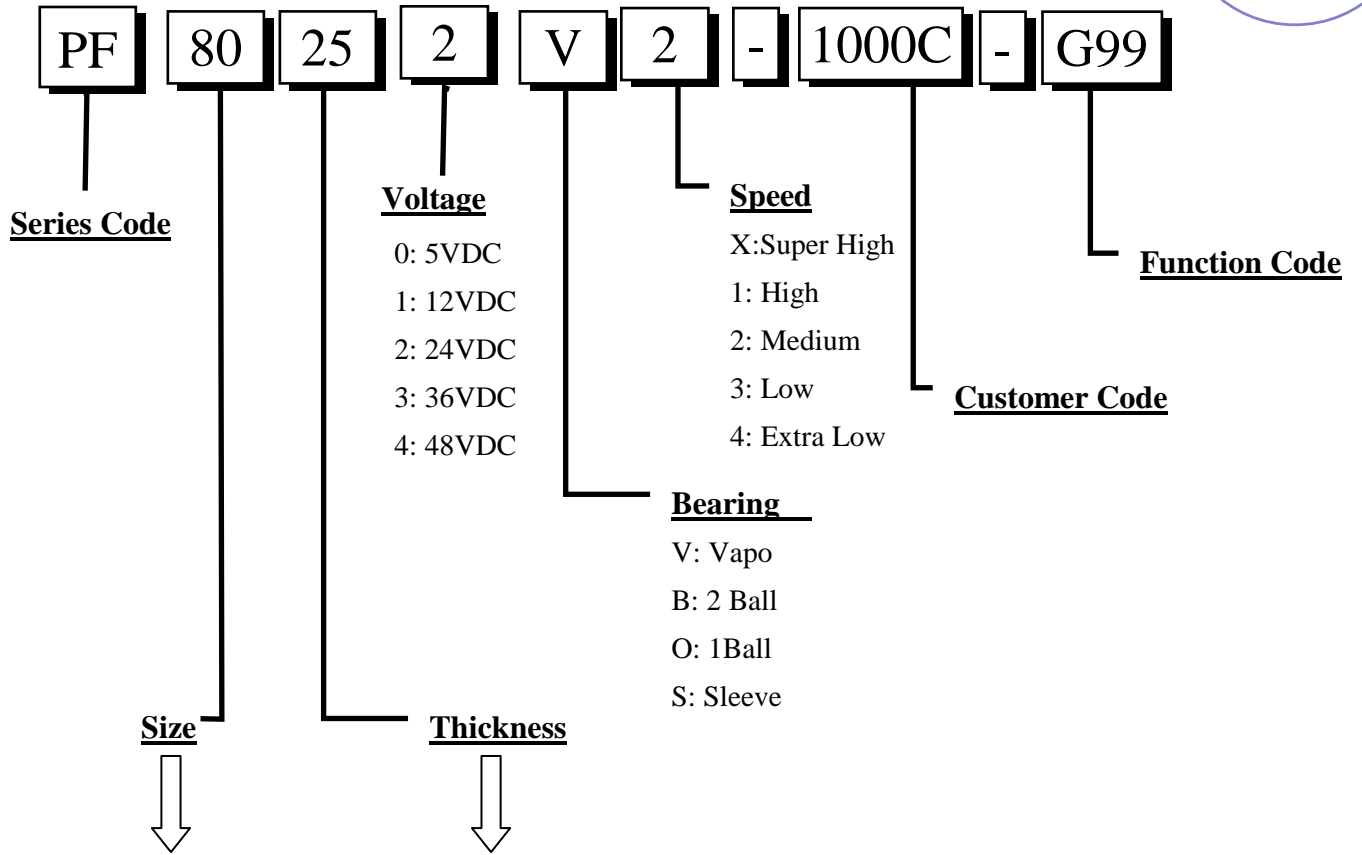 PF 80 25 2 V 2 - 1000C - G99
Series Code
Voltage
0: 5VDC
1: 12VDC
2: 24VDC
3: 36VDC
4: 48VDC
Speed
X:Super High
1: High
2: Medium
3: Low
4: Extra Low
Function Code
Customer Code
Bearing
V: Vapo
B: 2 Ball
O: 1Ball
S: Sleeve
Size
Thickness